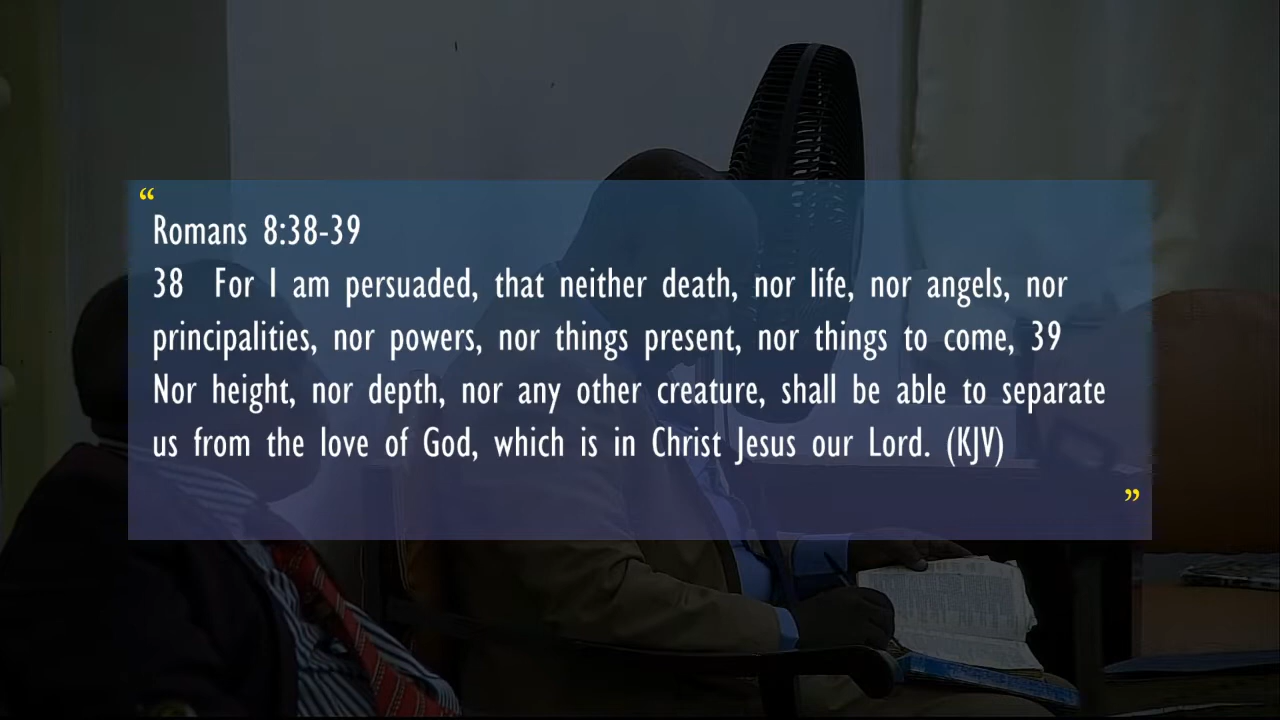 “
Romans 8:38-39
38 For I am persuaded, that neither death, nor life, nor angels, nor
principalities, nor powers, nor things present, nor things to come, 39
Nor height, nor depth, nor any other creature, shall be able to separate
us from the love of God, which is in Christ Jesus our Lord. (KJV)
”